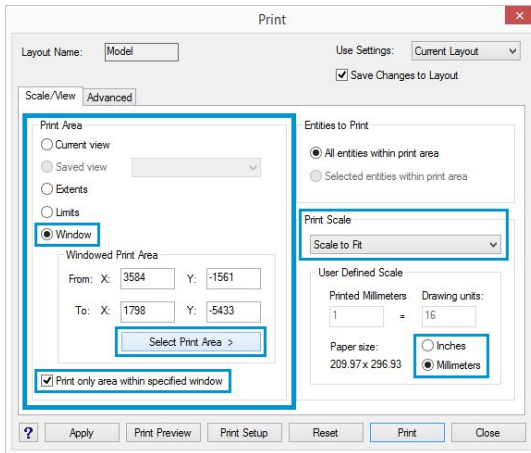 Print
Layout Name: Model
Use Settings: Current Layout
Save Changes to Layout
Scale/View Advanced
Print Area
Current view
Saved view
Extents
Limits
Window
Windowed Print Area
From: X: 3584 Y: -1561
To: X: 1798 Y: -5433
Select Print Area >
Print only area within specified window
Entities to Print
All entities within print area
Selected entities within print area
Print Scale
Scale to Fit
User Defined Scale
Printed Millimeters Drawing units:
1 = 16
Paper size: Inches
209.97 x 296.93 Millimeters
? Apply Print Preview Print Setup Reset Print Close